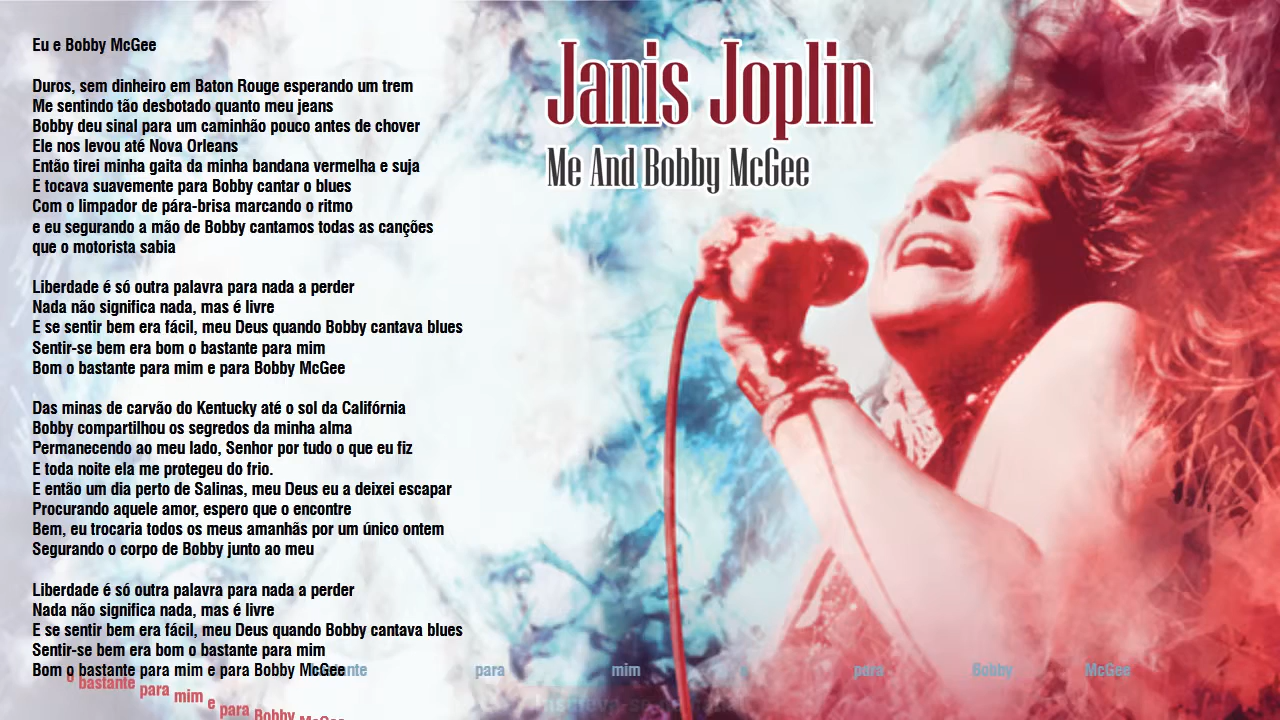 Eu e Bobby McGee
Janis Joplin
Me And Bobby McGee
Duros, sem dinheiro em Baton Rouge esperando um trem
Me sentindo tão desbotado quanto meu jeans
Bobby deu sinal para um caminhão pouco antes de chover
Ele nos levou até Nova Orleans
Então tirei minha gaita da minha bandana vermelha e suja
E tocava suavemente para Bobby cantar o blues
Com o limpador de pára-brisa marcando o ritmo
e eu segurando a mão de Bobby cantamos todas as canções
que o motorista sabia
Liberdade é só outra palavra para nada a perder
Nada não significa nada, mas é livre
E se sentir bem era fácil, meu Deus quando Bobby cantava blues
Sentir-se bem era bom o bastante para mim
Bom o bastante para mim e para Bobby McGee
Das minas de carvão do Kentucky até o sol da Califórnia
Bobby compartilhou os segredos da minha alma
Permanecendo ao meu lado, Senhor por tudo o que eu fiz
E toda noite ela me protegeu do frio.
E então um dia perto de Salinas, meu Deus eu a deixei escapar
Procurando aquele amor, espero que o encontre
Bem, eu trocaria todos os meus amanhãs por um único ontem
Segurando o corpo de Bobby junto ao meu
Liberdade é só outra palavra para nada a perder
Nada não significa nada, mas é livre
E se sentir bem era fácil, meu Deus quando Bobby cantava blues
Sentir-se bem era bom o bastante para mim
Bom o bastante para mim e para Bobby McGee
para mim e para Bobby McGee
o bastante para mim e para Bobby McGee